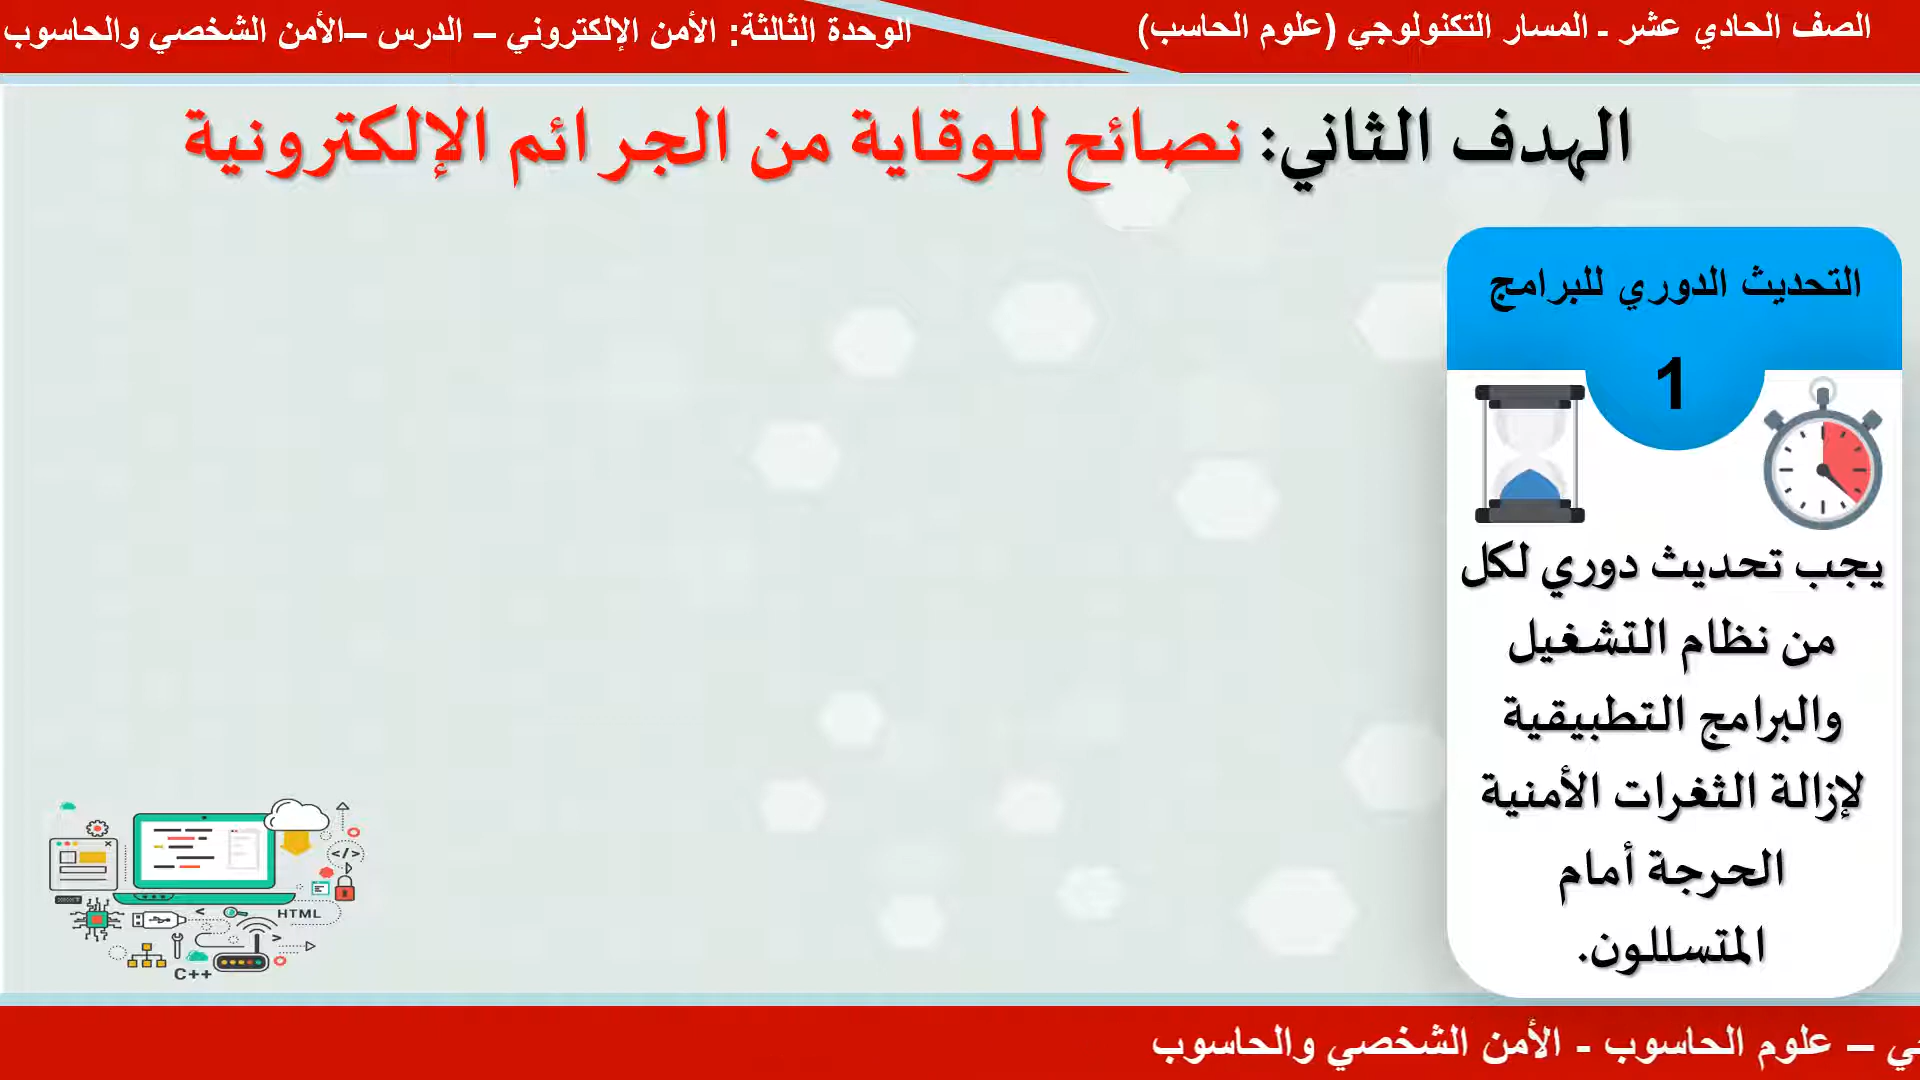 الصف الحادي عشر - المسار التكنولوجي (علوم الحاسب)
الوحدة الثالثة: الأمن الإلكتروني – الدرس –الأمن الشخصي والحاسوب
الهدف الثاني: نصائح للوقاية من الجرائم الإلكترونية
التحديث الدوري للبرامج
1
يجب تحديث دوري لكل
من نظام التشغيل
والبرامج التطبيقية
لإزالة الثغرات الأمنية
الحرجة أمام
المتسللون.
</>
HTML
C++
– علوم الحاسوب - الأمن الشخصي والحاسوب